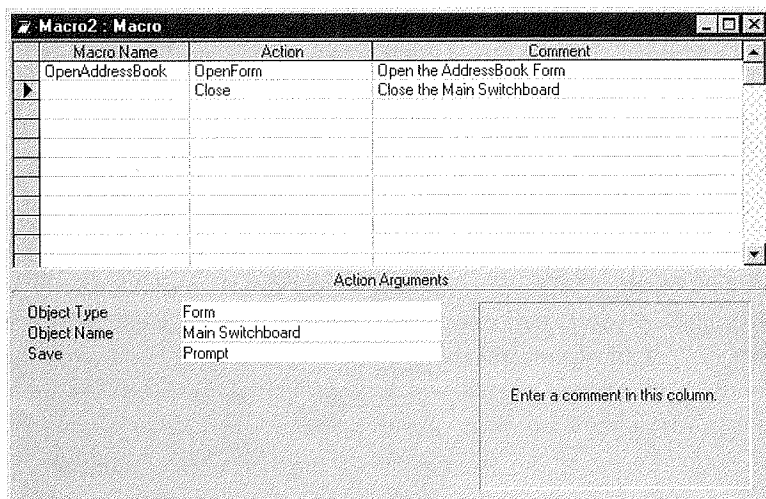 Macro2 : Macro
Macro Name Action Comment
OpenAddressBook OpenForm Open the AddressBook Form
Close Close the Main Switchboard
Action Arguments
Object Type Form
Object Name Main Switchboard
Save Prompt
Enter a comment in this column.